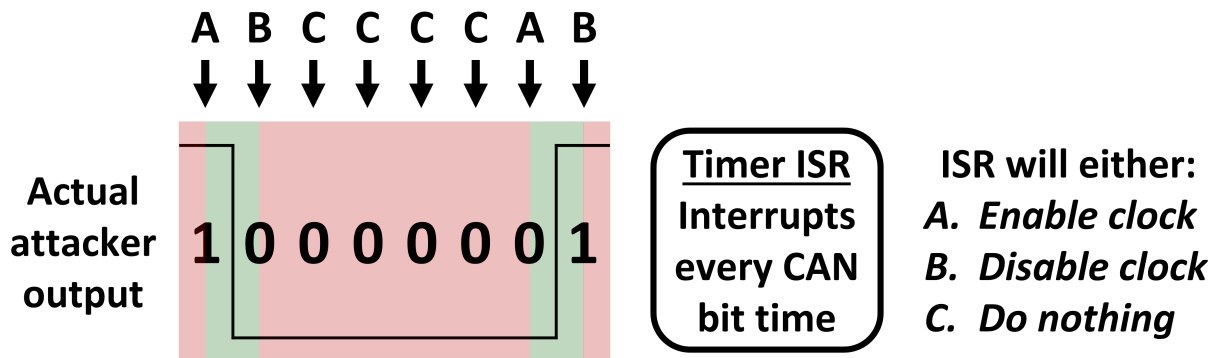 A B C C C C A B
Actual
attacker
output
1 0 0 0 0 0 0 1
Timer ISR
Interrupts
every CAN
bit time
ISR will either:
A. Enable clock
B. Disable clock
C. Do nothing